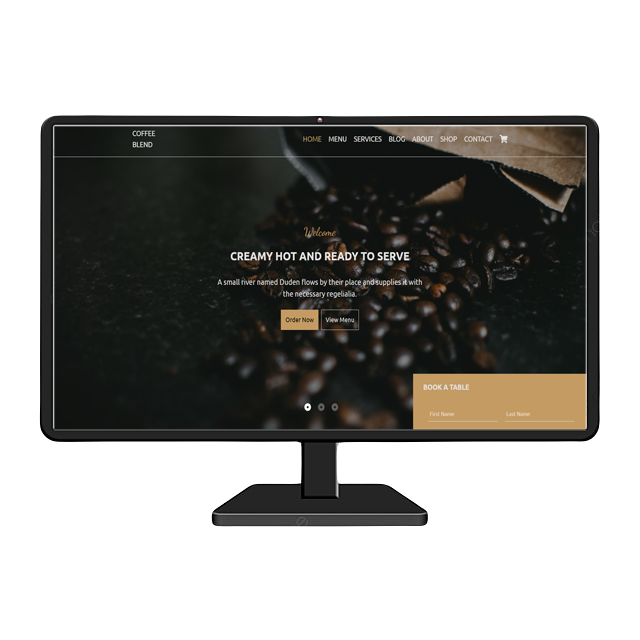 COFFEE
BLEND
HOME MENU SERVICES BLOG ABOUT SHOP CONTACT
Welcome
CREAMY HOT AND READY TO SERVE
A small river named Duden flows by their place and supplies it with
the necessary regelialia.
Order Now View Menu
BOOK A TABLE
First Name Last Name